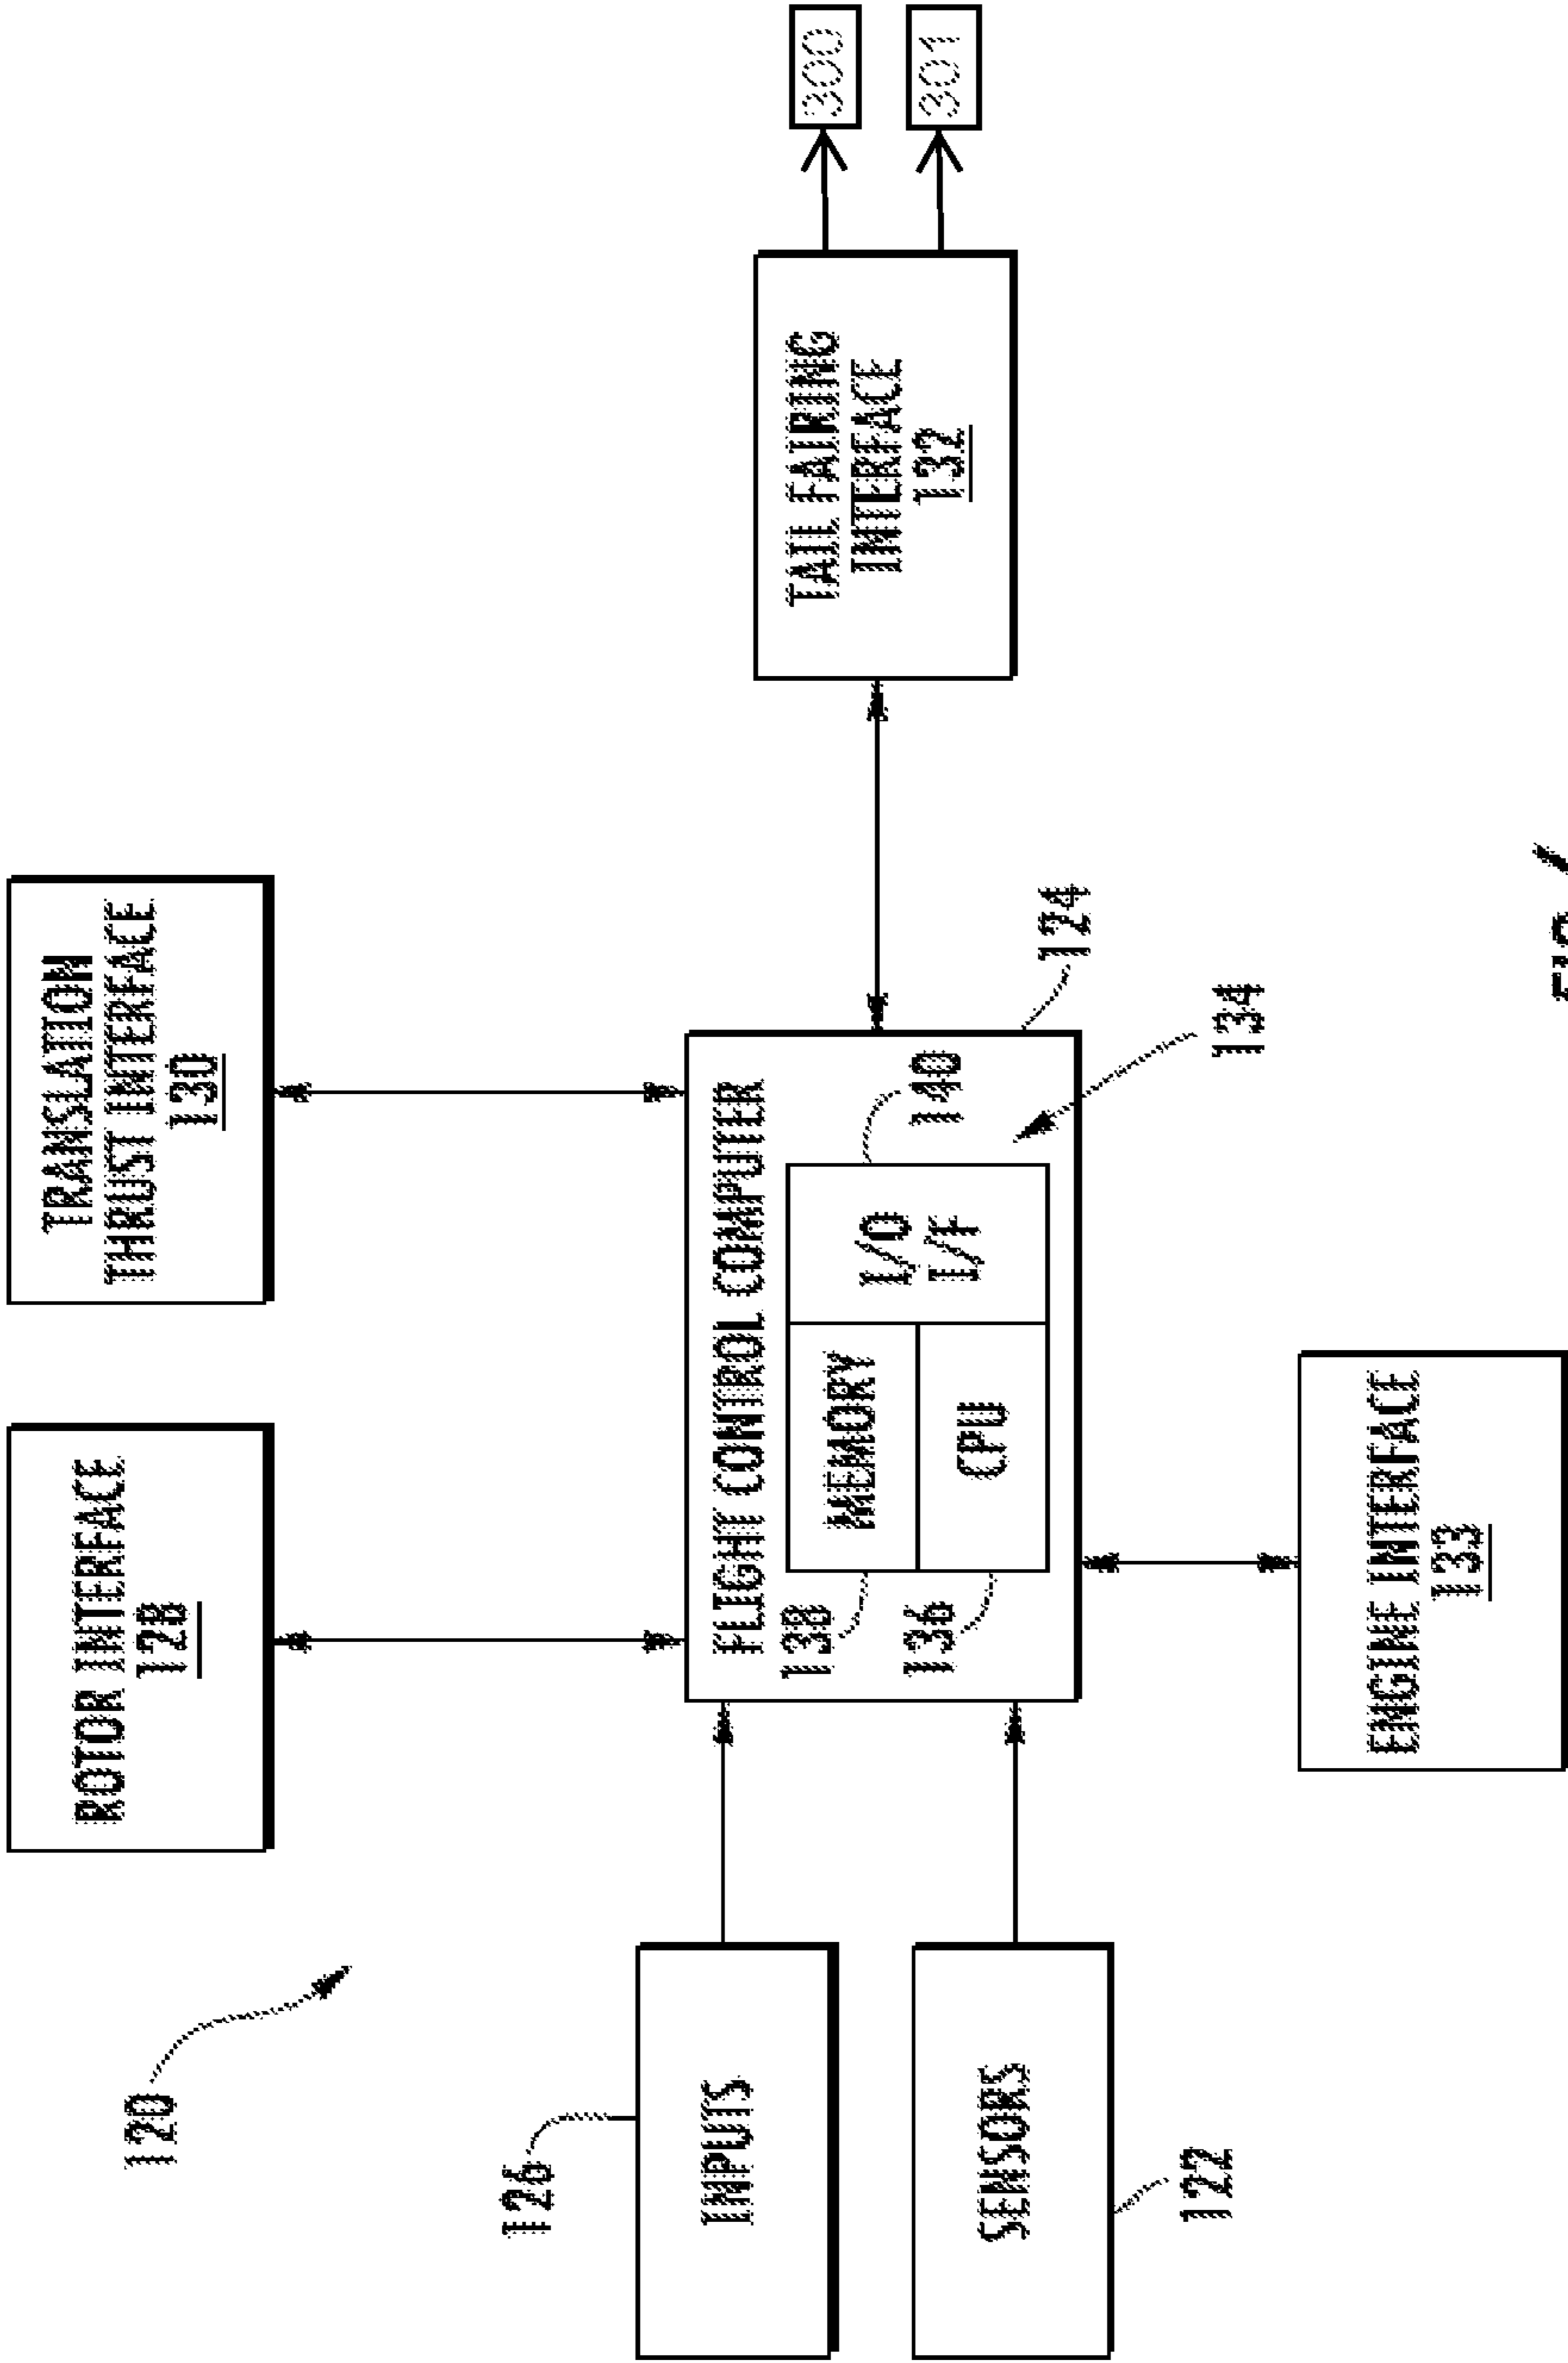 120
ROTOR INTERFACE
128
TRANSLATION
THRUST INTERFACE
130
126
INPUTS
SENSORS
122
FLIGHT CONTROL COMPUTER
138
MEMORY
136
CPU
I/O
I/F
140
124
134
TAIL FAIRING
INTERFACE
132
300
301
ENGINE INTERFACE
133